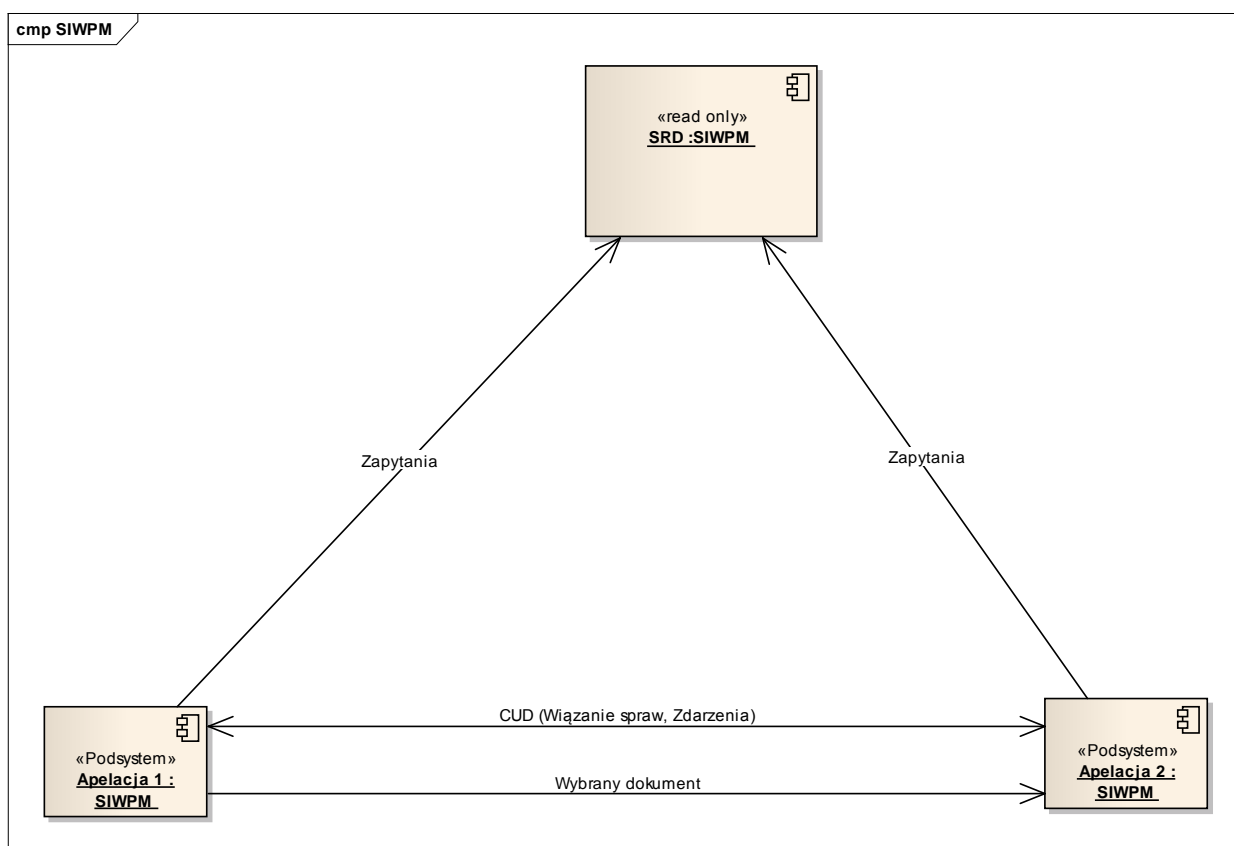 cmp SIWPM
«read only»
SRD :SIWPM
Zapytania
Zapytania
CUD (Wiązanie spraw, Zdarzenia)
«Podsystem»
Apelacja 1 :
SIWPM
Wybrany dokument
«Podsystem»
Apelacja 2 :
SIWPM